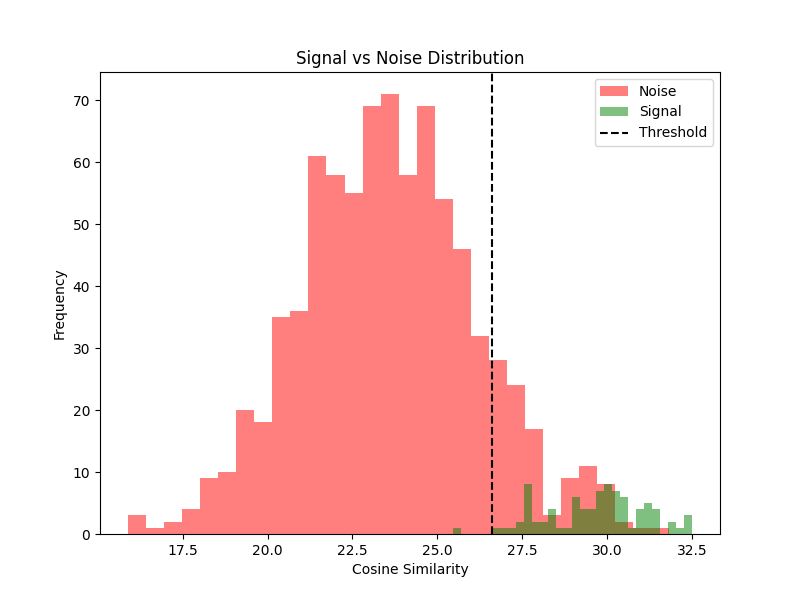 Signal vs Noise Distribution
Noise
Signal
Threshold
Frequency
70
60
50
40
30
20
10
0
17.5 20.0 22.5 25.0 27.5 30.0 32.5
Cosine Similarity